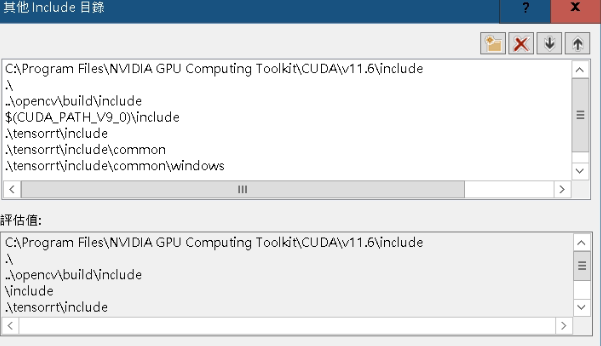 其他 Include 目錄
?
x
C:\Program Files\NVIDIA GPU Computing Toolkit\CUDA\v11.6\include
.\
..\opencv\build\include
$(CUDA_PATH_V9_0)\include
.\tensorrt\include
.\tensorrt\include\common
.\tensorrt\include\common\windows
評估值:
C:\Program Files\NVIDIA GPU Computing Toolkit\CUDA\v11.6\include
.\
..\opencv\build\include
\include
.\tensorrt\include